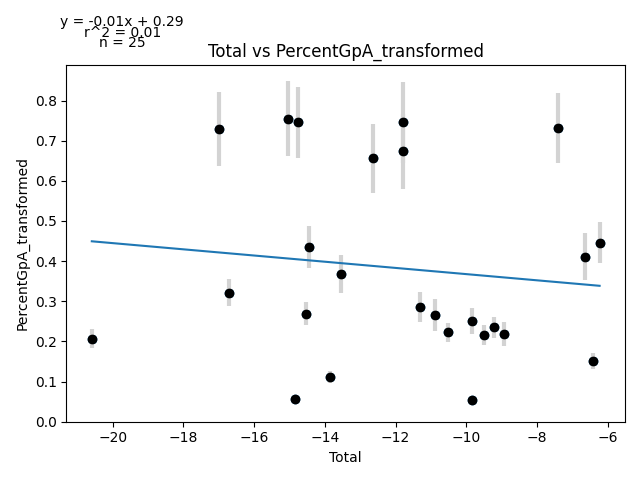 y = -0.01x + 0.29
r^2 = 0.01
n = 25
Total vs PercentGpA_transformed
PercentGpA_transformed
0.8
0.7
0.6
0.5
0.4
0.3
0.2
0.1
0.0
−20
−18
−16
−14
−12
−10
−8
−6
Total